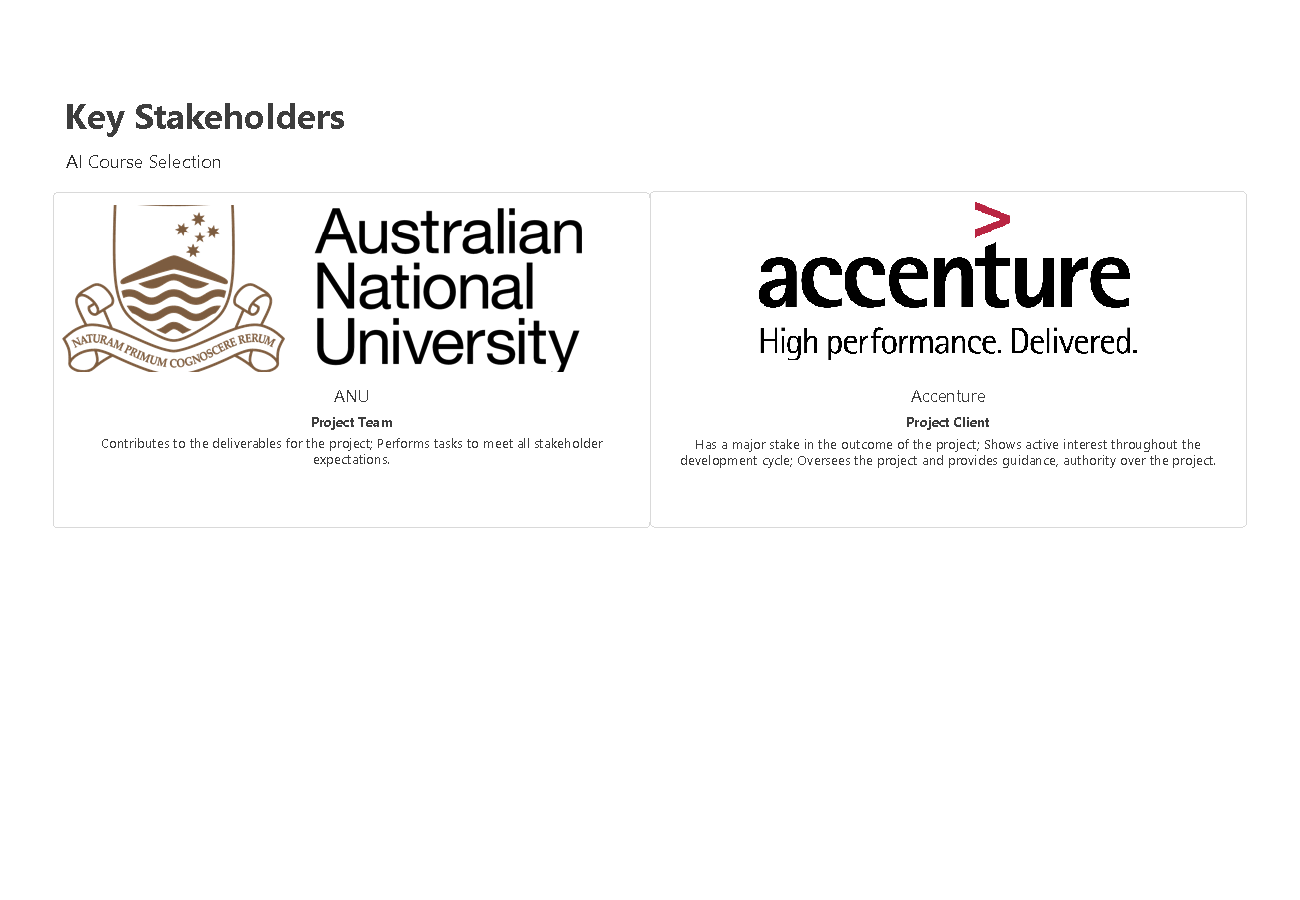 Key Stakeholders
AI Course Selection
NATURAM PRIMUM COGNOSCERE RERUM
Australian
National
University
ANU
Project Team
Contributes to the deliverables for the project; Performs tasks to meet all stakeholder
expectations.
>
accenture
High performance. Delivered.
Accenture
Project Client
Has a major stake in the outcome of the project; Shows active interest throughout the
development cycle; Oversees the project and provides guidance, authority over the project.